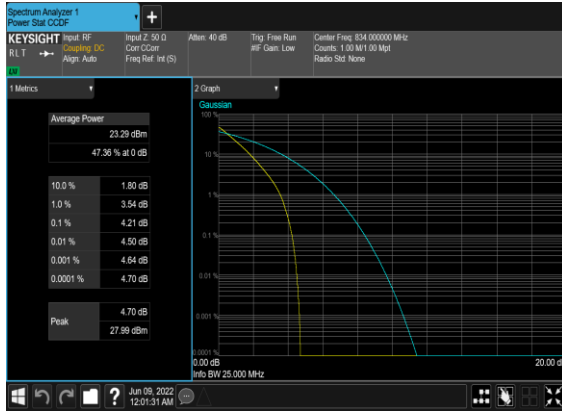 Spectrum Analyzer 1
Power Stat CCDF
+
KEYSIGHT
RLT
LU
Input: RF
Coupling: DC
Align: Auto
Input Z: 50 Ω
Corr CCorr
Freq Ref: Int (S)
Atten: 40 dB
Trig: Free Run
#IF Gain: Low
Center Freq: 834.000000 MHz
Counts: 1.00 M/1.00 Mpt
Radio Std: None
1 Metrics
Average Power
23.29 dBm
47.36 % at 0 dB
10.0 % 1.80 dB
1.0 % 3.54 dB
0.1 % 4.21 dB
0.01 % 4.50 dB
0.001 % 4.64 dB
0.0001 % 4.70 dB
Peak
4.70 dB
27.99 dBm
2 Graph
Gaussian
100 %
10 %
1 %
0.1 %
0.01 %
0.001 %
0.0001 %
0.00 dB
20.00 d
Info BW 25.000 MHz
?
Jun 09, 2022
12:01:31 AM